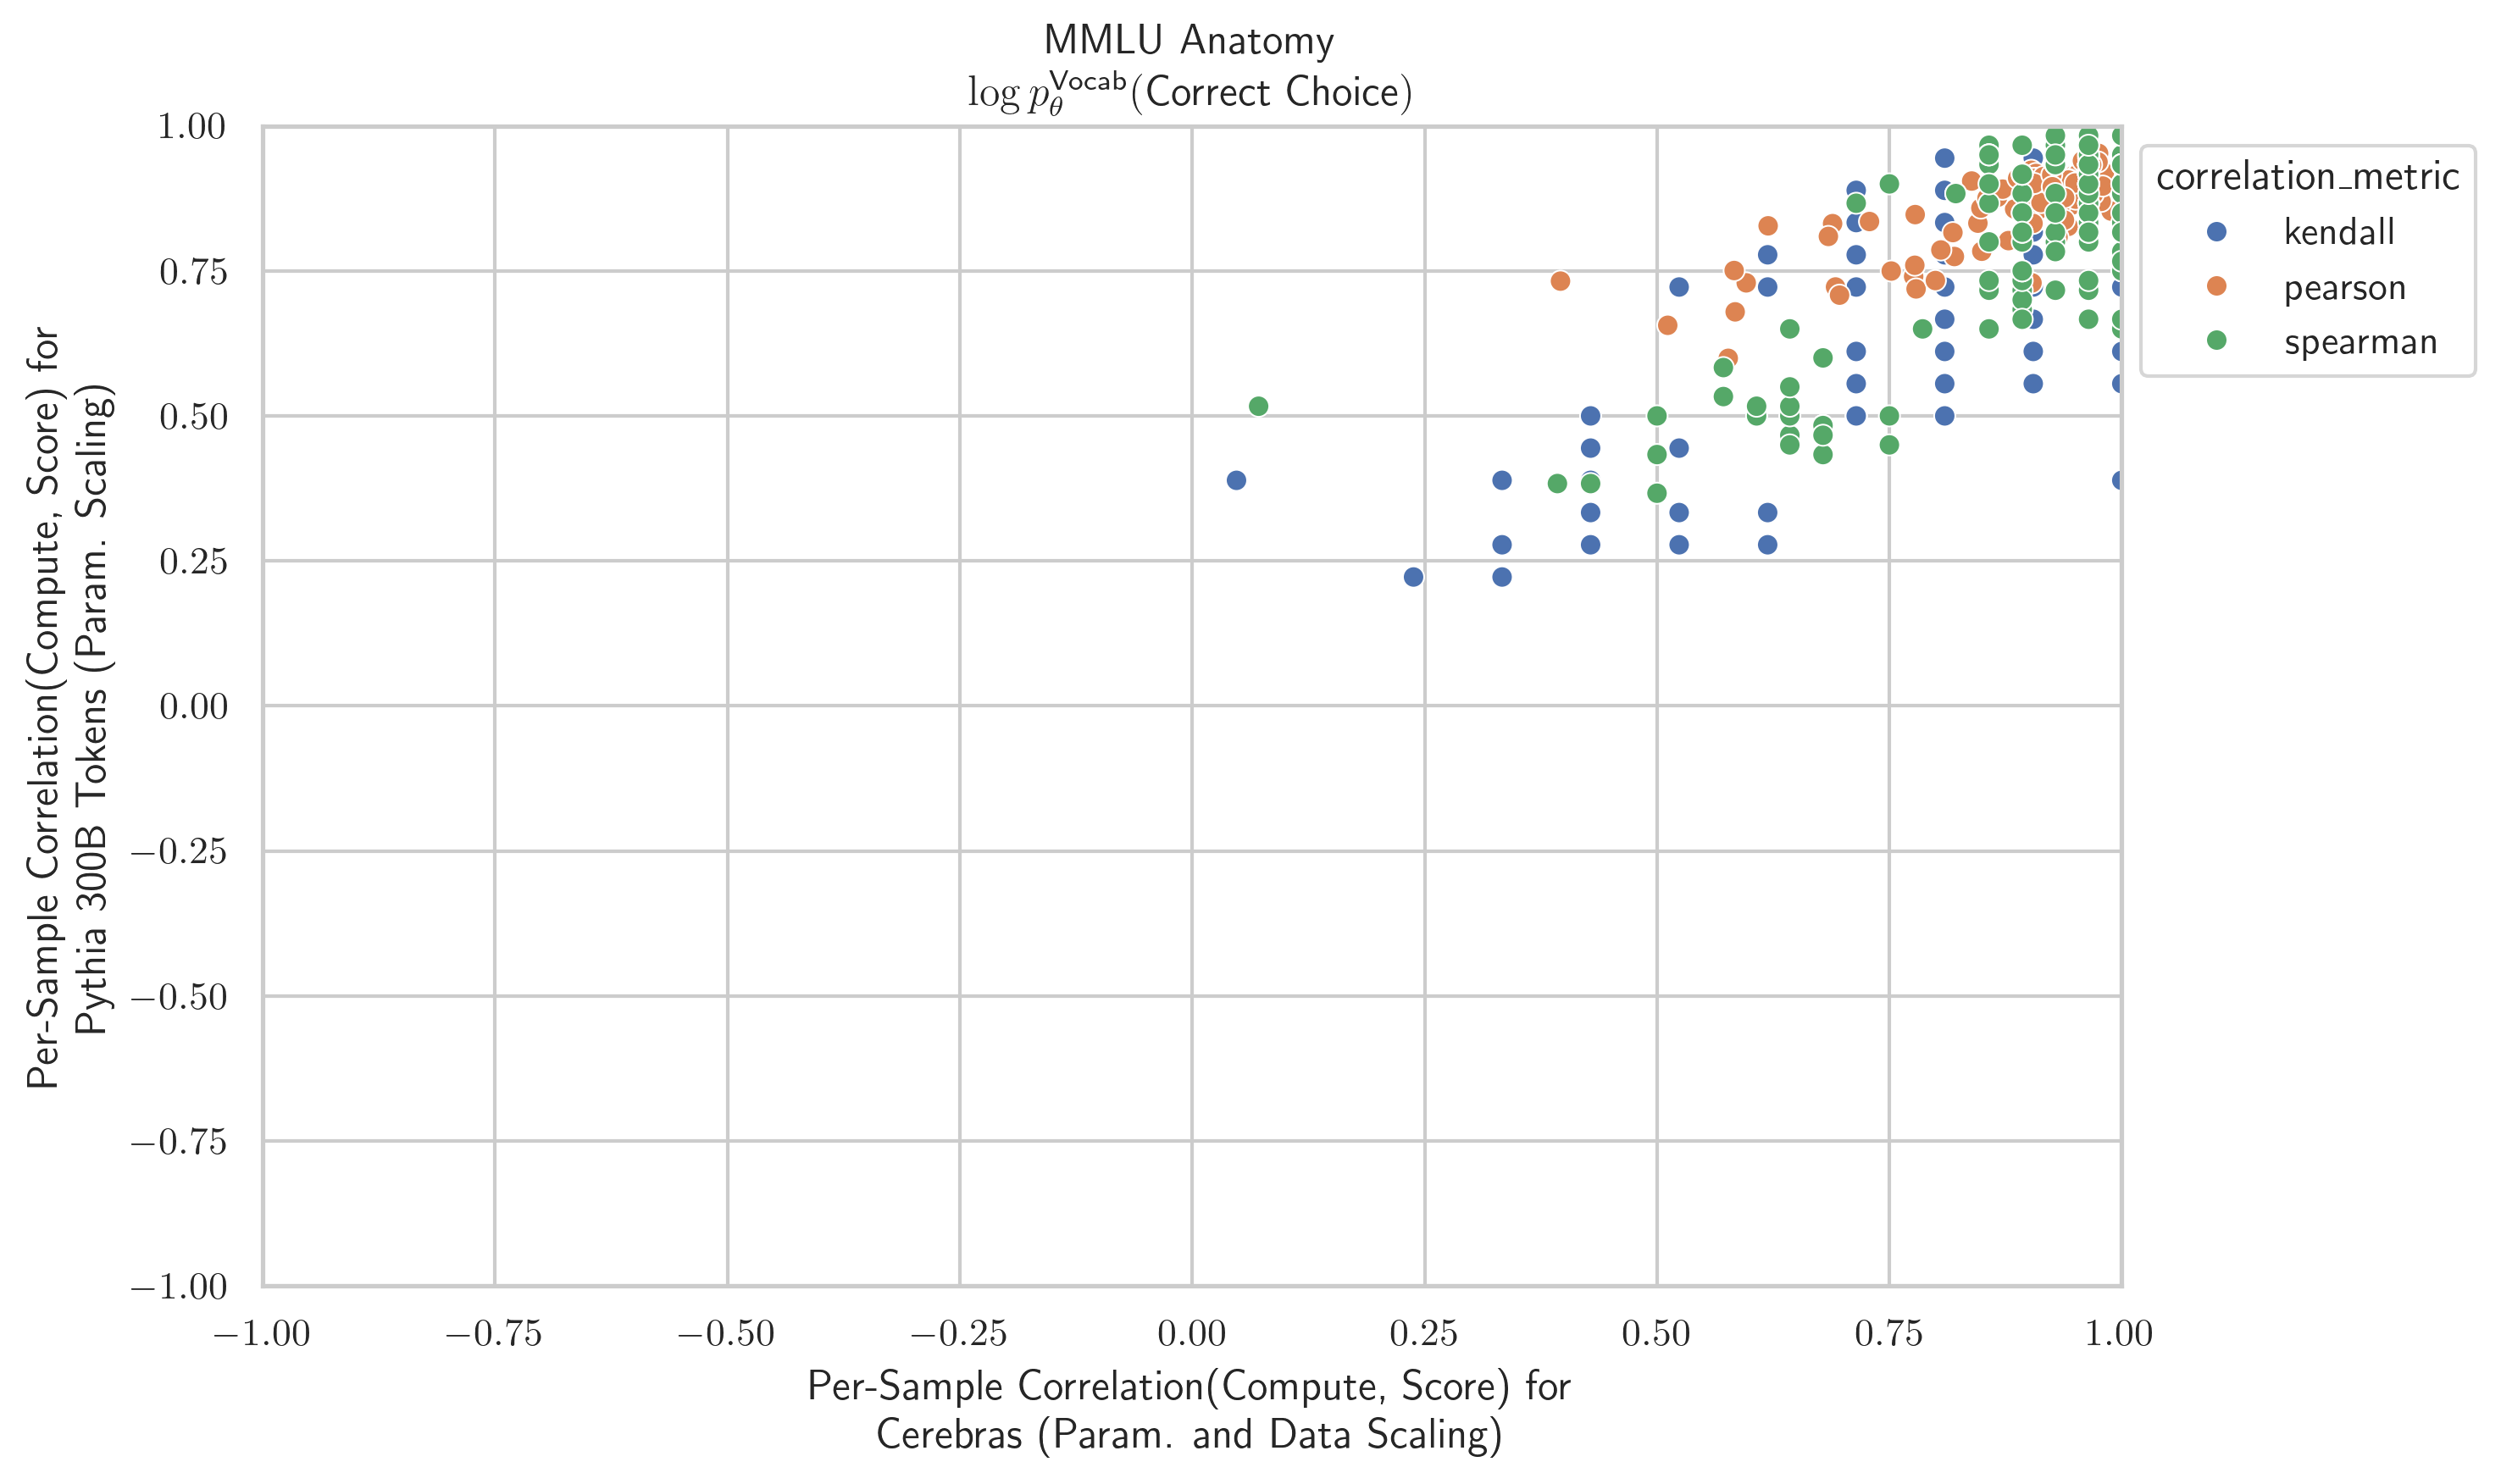 MMLU Anatomy
log p_θ^Vocab(Correct Choice)
1.00
0.75
0.50
0.25
0.00
−0.25
−0.50
−0.75
−1.00
Per-Sample Correlation(Compute, Score) for
Pythia 300B Tokens (Param. Scaling)
correlation_metric
kendall
pearson
spearman
−1.00 −0.75 −0.50 −0.25 0.00 0.25 0.50 0.75 1.00
Per-Sample Correlation(Compute, Score) for
Cerebras (Param. and Data Scaling)